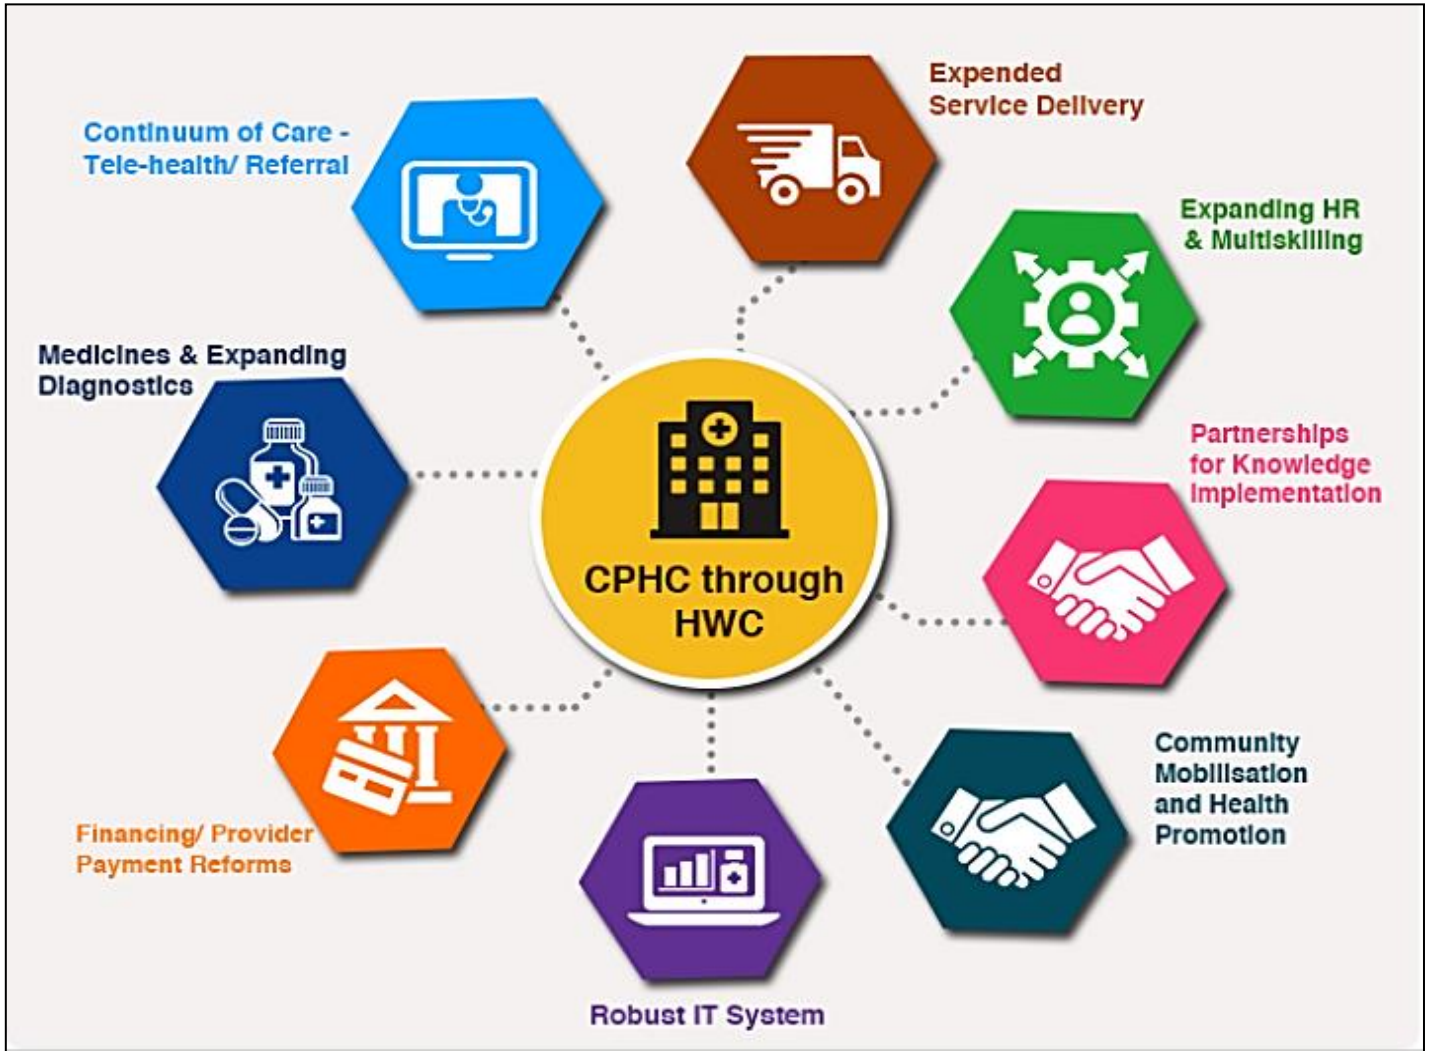 Expended
Service Delivery
Continuum of Care -
Tele-health/ Referral
Expanding HR
& Multiskilling
Medicines & Expanding
Diagnostics
Partnerships
for Knowledge
Implementation
CPHC through
HWC
Community
Mobilisation
and Health
Promotion
Financing/ Provider
Payment Reforms
Robust IT System